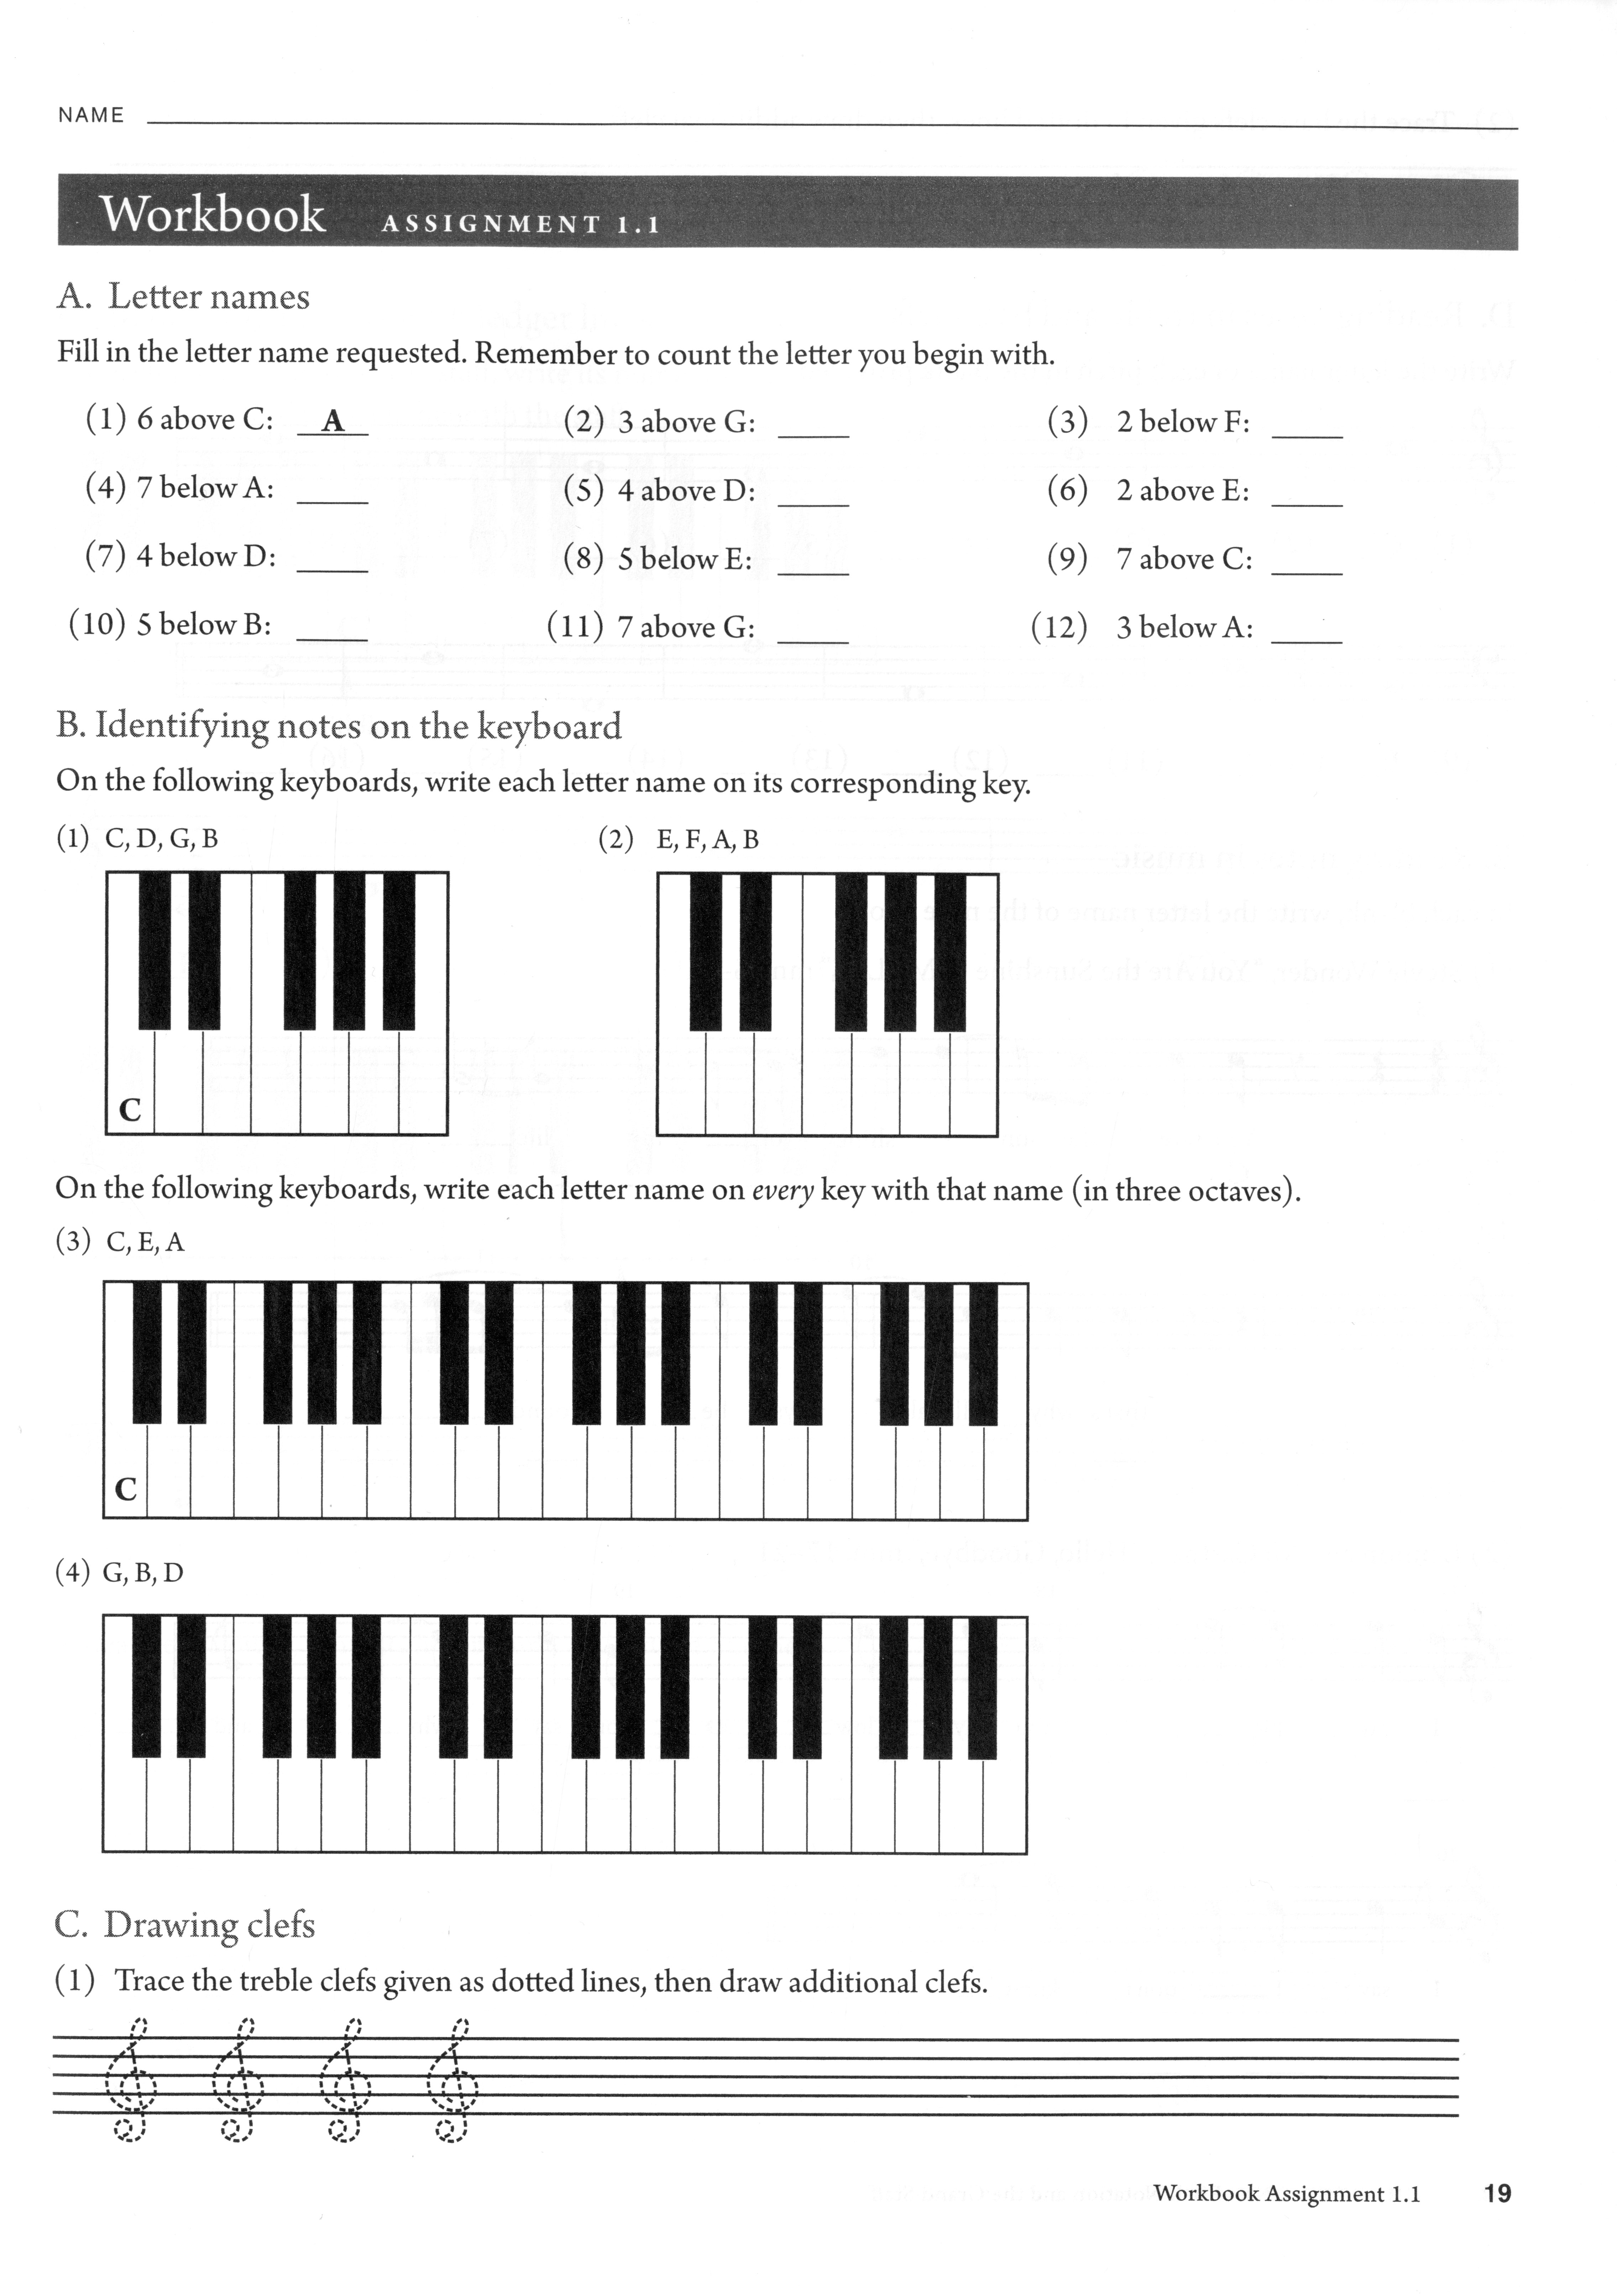 NAME
Workbook ASSIGNMENT 1.1
A. Letter names
Fill in the letter name requested. Remember to count the letter you begin with.
(1) 6 above C: A (2) 3 above G: (3) 2 below F:
(4) 7 below A: (5) 4 above D: (6) 2 above E:
(7) 4 below D: (8) 5 below E: (9) 7 above C:
(10) 5 below B: (11) 7 above G: (12) 3 below A:
B. Identifying notes on the keyboard
On the following keyboards, write each letter name on its corresponding key.
(1) C, D, G, B (2) E, F, A, B
C
On the following keyboards, write each letter name on every key with that name (in three octaves).
(3) C, E, A
C
(4) G, B, D
C. Drawing clefs
(1) Trace the treble clefs given as dotted lines, then draw additional clefs.
Workbook Assignment 1.1 19